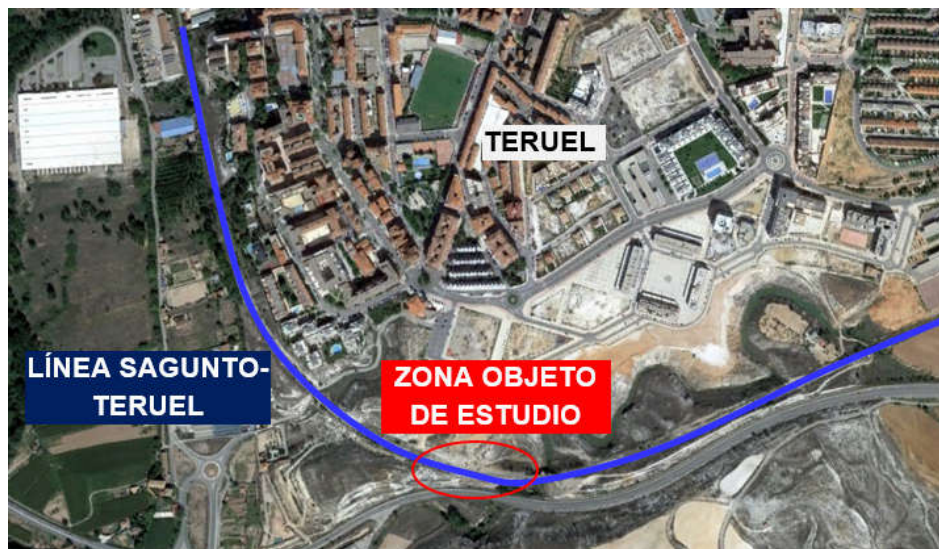 TERUEL
LÍNEA SAGUNTO-
TERUEL
ZONA OBJETO
DE ESTUDIO